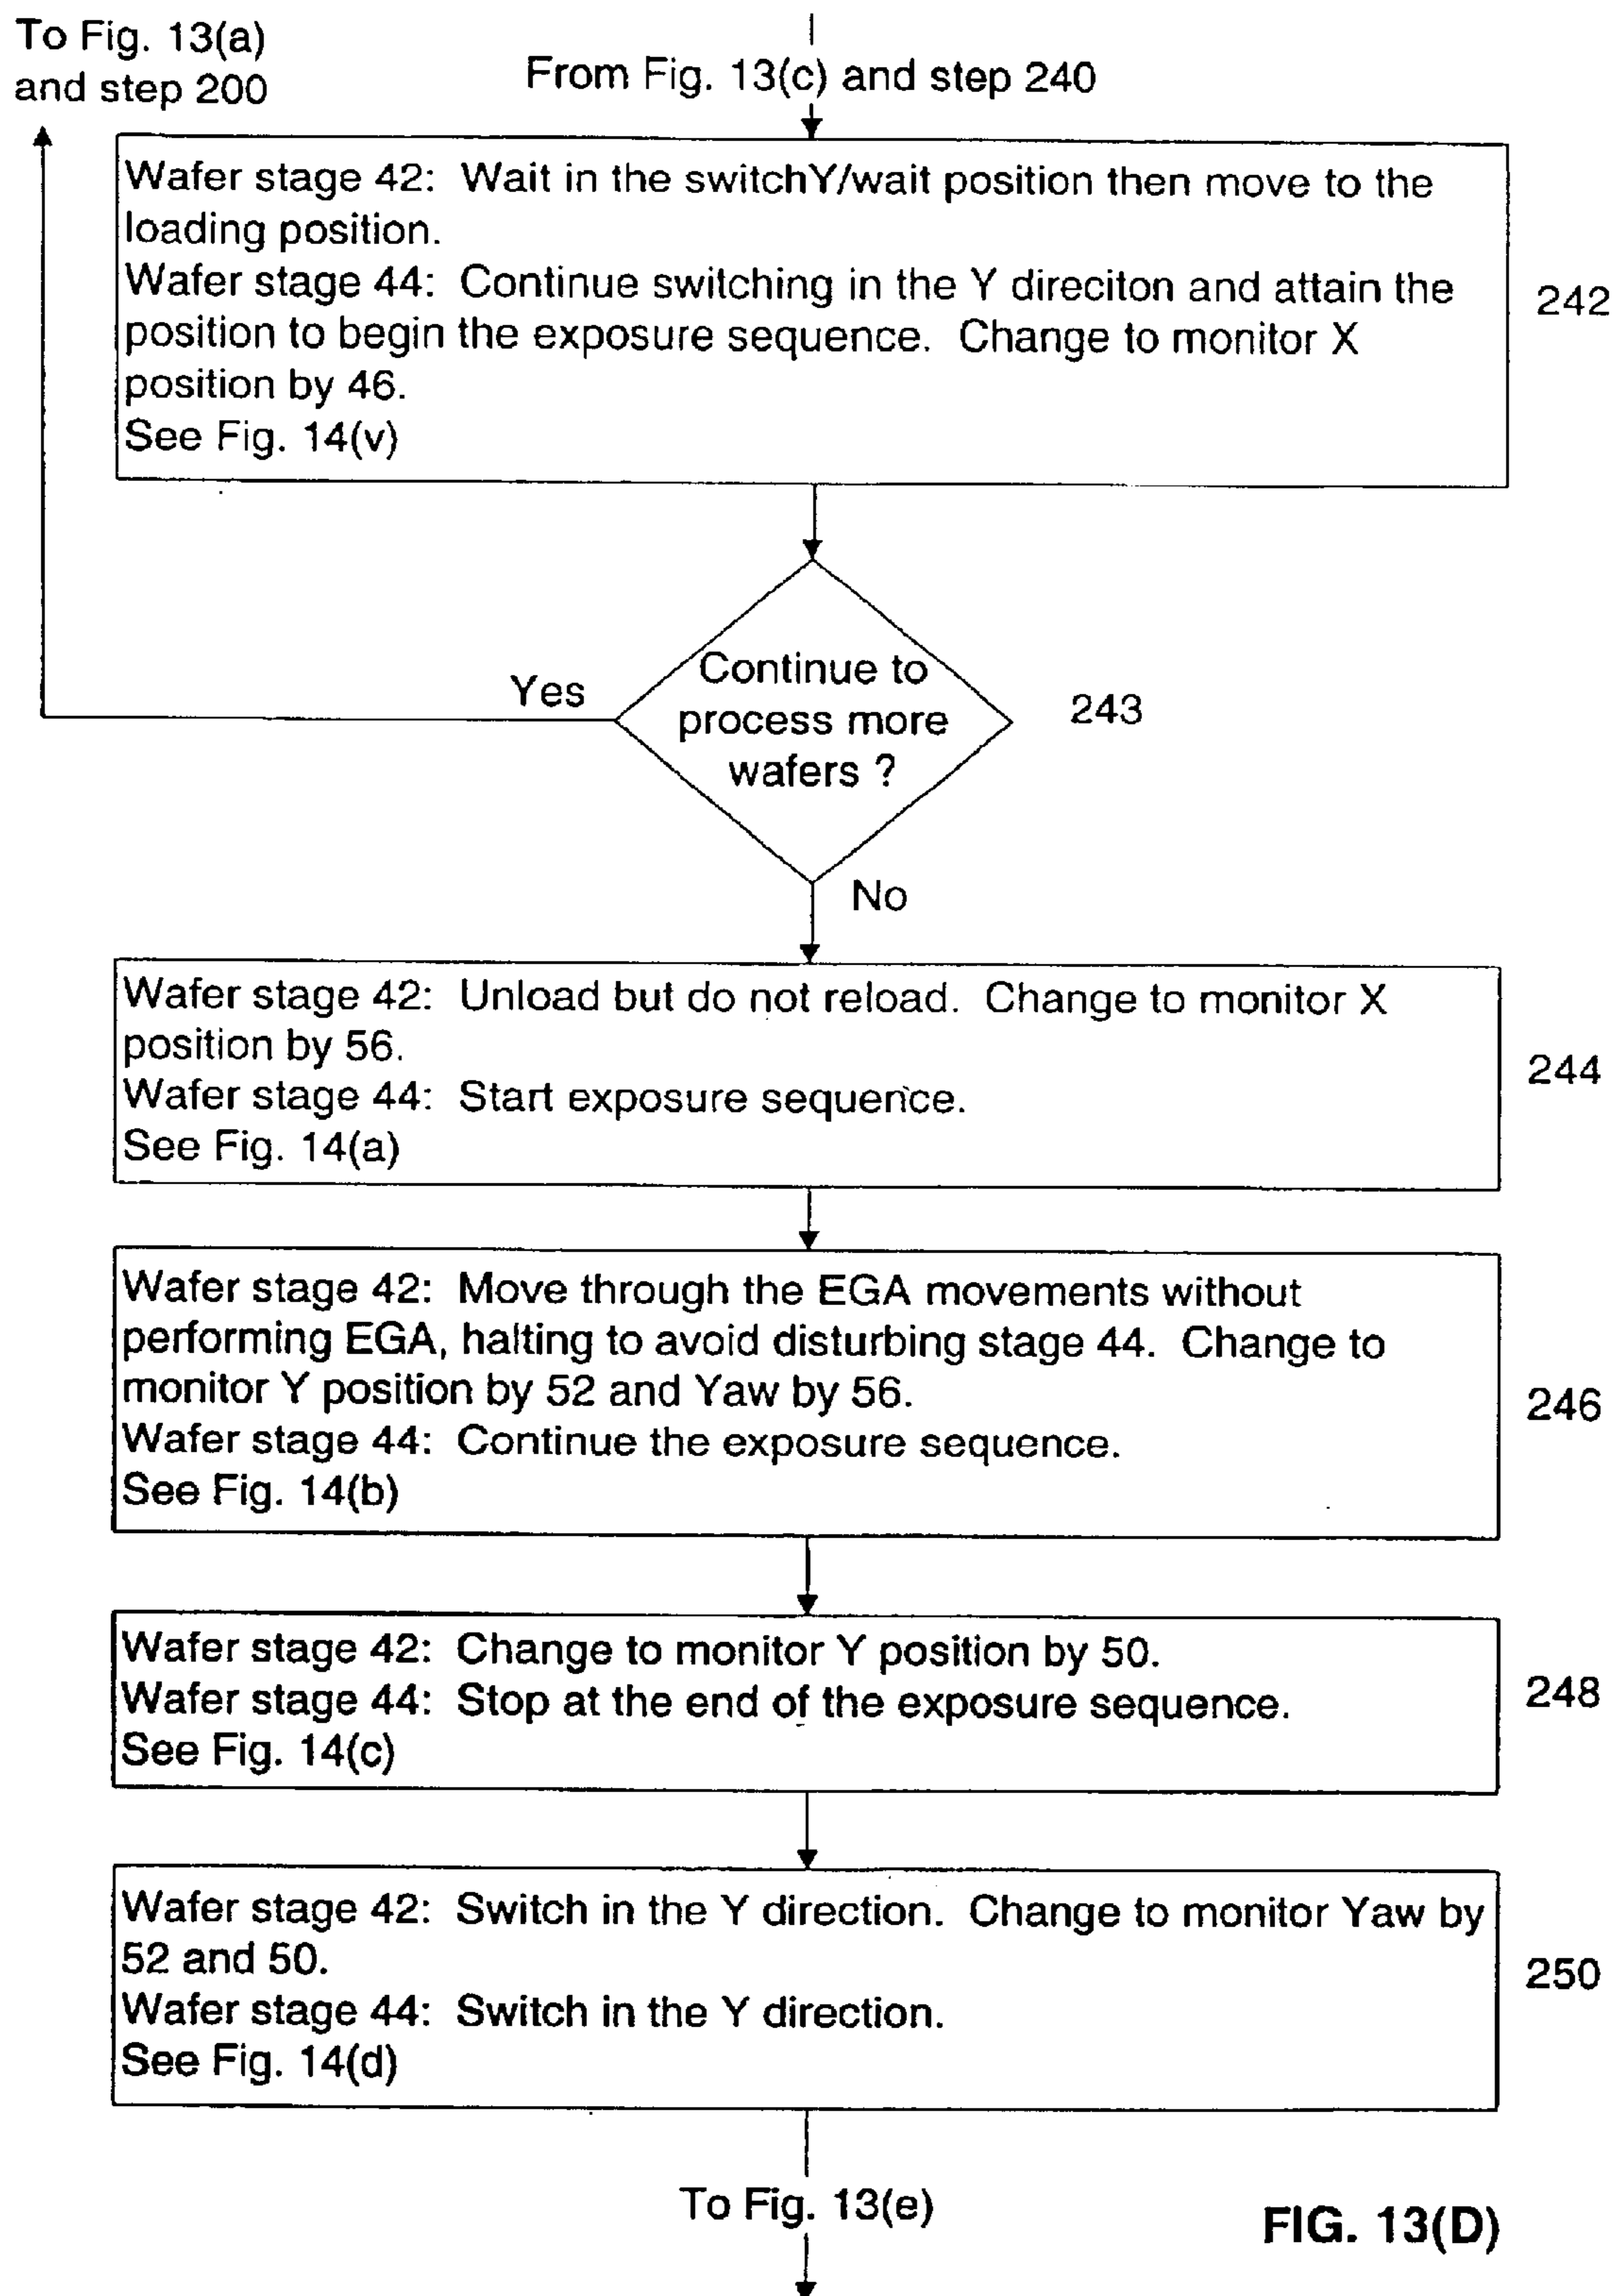 To Fig. 13(a)
and step 200
From Fig. 13(c) and step 240
Wafer stage 42: Wait in the switchY/wait position then move to the
loading position.
Wafer stage 44: Continue switching in the Y direciton and attain the
position to begin the exposure sequence. Change to monitor X
position by 46.
See Fig. 14(v)
242
Yes
Continue to
process more
wafers ?
243
No
Wafer stage 42: Unload but do not reload. Change to monitor X
position by 56.
Wafer stage 44: Start exposure sequence.
See Fig. 14(a)
244
Wafer stage 42: Move through the EGA movements without
performing EGA, halting to avoid disturbing stage 44. Change to
monitor Y position by 52 and Yaw by 56.
Wafer stage 44: Continue the exposure sequence.
See Fig. 14(b)
246
Wafer stage 42: Change to monitor Y position by 50.
Wafer stage 44: Stop at the end of the exposure sequence.
See Fig. 14(c)
248
Wafer stage 42: Switch in the Y direction. Change to monitor Yaw by
52 and 50.
Wafer stage 44: Switch in the Y direction.
See Fig. 14(d)
250
To Fig. 13(e)
FIG. 13(D)